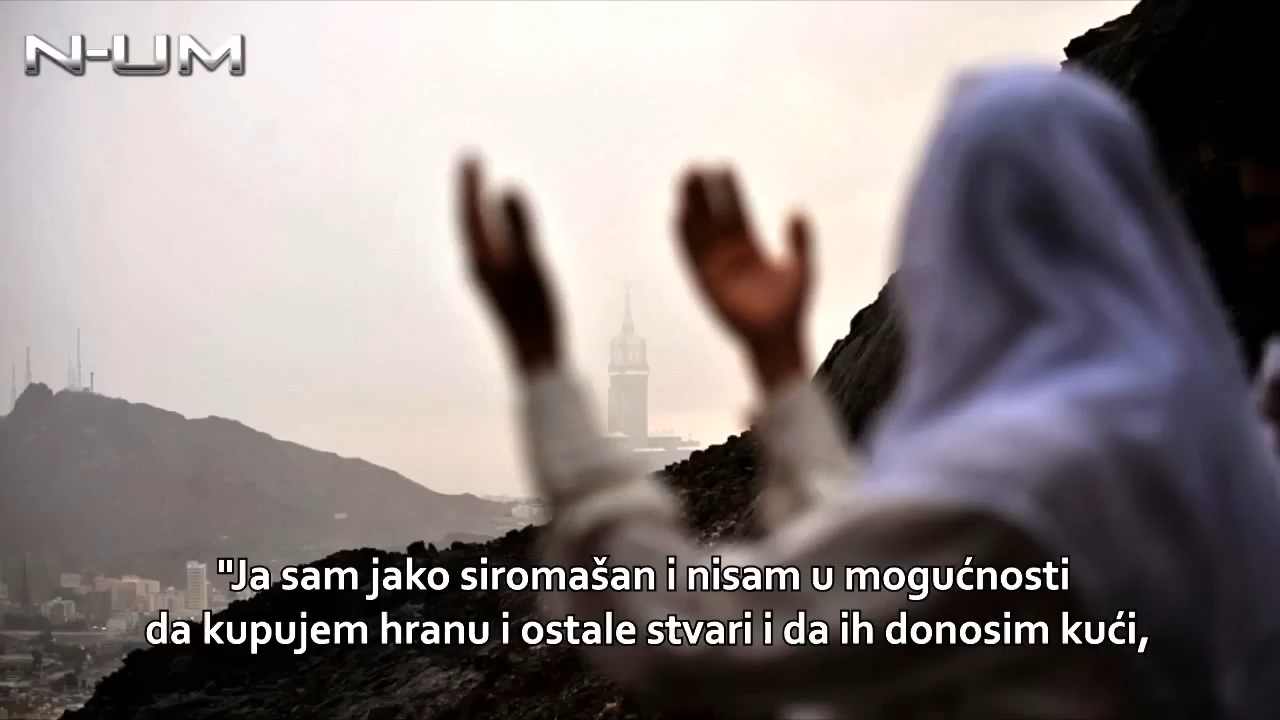 N-UM
"Ja sam jako siromašan i nisam u mogućnosti
da kupujem hranu i ostale stvari i da ih donosim kući,